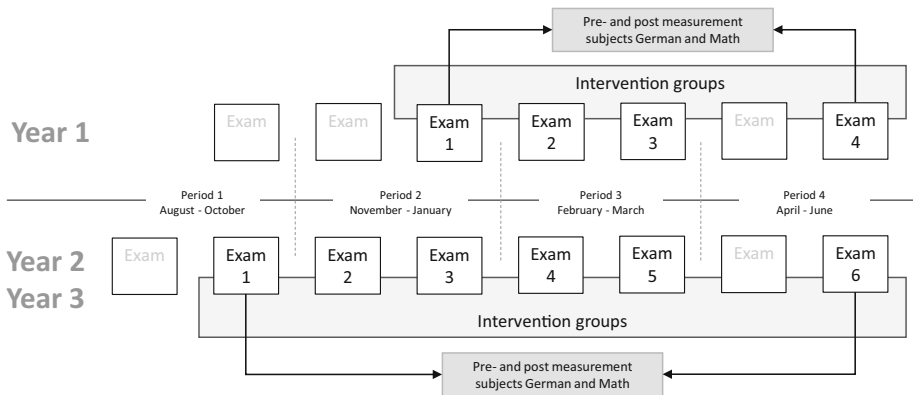 Pre- and post measurement
subjects German and Math
Intervention groups
Year 1
Exam
Exam
Exam
1
Exam
2
Exam
3
Exam
Exam
4
Period 1
August - October
Period 2
November - January
Period 3
February - March
Period 4
April - June
Year 2
Year 3
Exam
Exam
1
Exam
2
Exam
3
Exam
4
Exam
5
Exam
Exam
6
Intervention groups
Pre- and post measurement
subjects German and Math